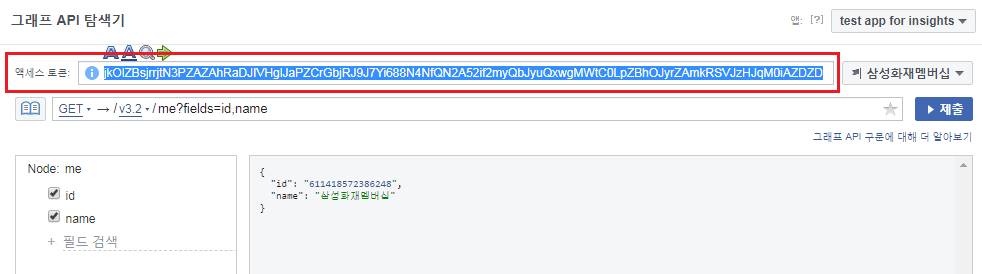 그래프 API 탐색기
앱: [?] test app for insights
액세스 토큰: jkOlZBsjrrjtN3PZAZAhRaDJIVHglJaPZCrGbjRJ9J7Yi688N4NfQN2A52if2myQbJyuQxwgMWtC0LpZBhOJyrZAmkRSVJzHJqM0iAZDZD 삼성화재멤버십
GET → / v3.2 / me?fields=id,name 제출
그래프 API 구문에 대해 더 알아보기
Node: me
id
name
+ 필드 검색
{
"id": "611418572386248",
"name": "삼성화재멤버십"
}